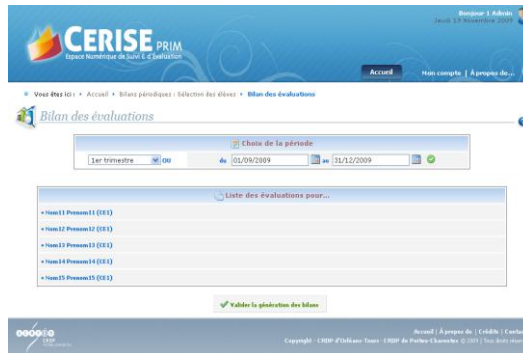 Bonjour 1 Admin
Jeudi 19 Novembre 2009
CERISE PRIM
Espace Numérique de Suivi & d'Évaluation
Accueil Mon compte | À propos de...
Vous êtes ici : Accueil Bilans périodiques : Sélection des élèves Bilan des évaluations
Bilan des évaluations
Choix de la période
1er trimestre OU du 01/09/2009 au 31/12/2009
Liste des évaluations pour...
Nom11 Prenom11 (CE1)
Nom12 Prenom12 (CE1)
Nom13 Prenom13 (CE1)
Nom14 Prenom14 (CE1)
Nom15 Prenom15 (CE1)
Valider la génération des bilans
Accueil | À propos de | Crédits |
CRDP
Copyright - CRDP d'Orléans-Tours - CRDP de Poitou-Charentes © 2009 | Tous droits